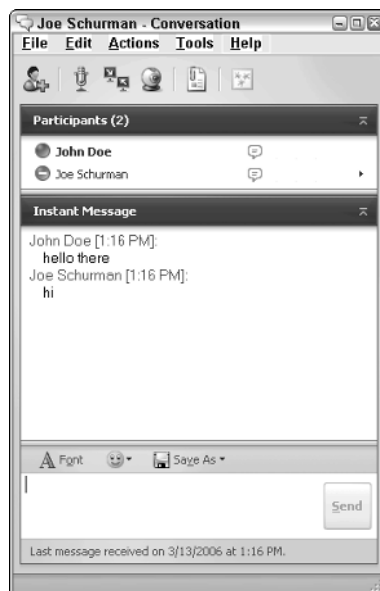 Joe Schurman - Conversation
File Edit Actions Tools Help
Participants (2)
John Doe
Joe Schurman
Instant Message
John Doe [1:16 PM]:
hello there
Joe Schurman [1:16 PM]:
hi
Font Save As
Send
Last message received on 3/13/2006 at 1:16 PM.